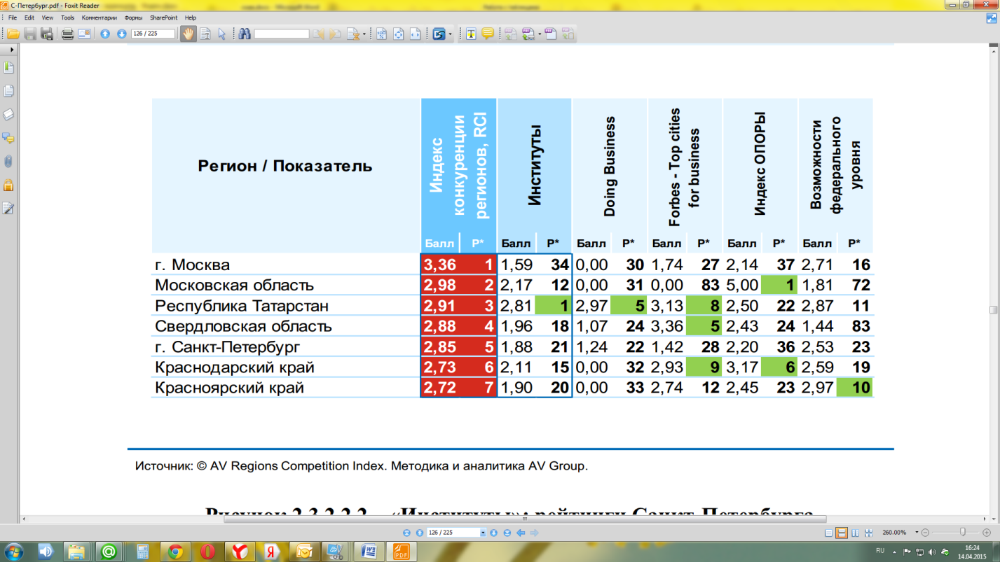 С-Петербург.pdf - Foxit Reader
File Edit View Tools Комментарии Формы SharePoint Help
126 / 225
Регион / Показатель
Индекс конкуренции регионов, RCI
Институты
Doing Business
Forbes - Top cities for business
Индекс ОПОРЫ
Возможности федерального уровня
Балл Р* Балл Р* Балл Р* Балл Р* Балл Р* Балл Р*
г. Москва 3,36 1 1,59 34 0,00 30 1,74 27 2,14 37 2,71 16
Московская область 2,98 2 2,17 12 0,00 31 0,00 83 5,00 1 1,81 72
Республика Татарстан 2,91 3 2,81 1 2,97 5 3,13 8 2,50 22 2,87 11
Свердловская область 2,88 4 1,96 18 1,07 24 3,36 5 2,43 24 1,44 83
г. Санкт-Петербург 2,85 5 1,88 21 1,24 22 1,42 28 2,20 36 2,53 23
Краснодарский край 2,73 6 2,11 15 0,00 32 2,93 9 3,17 6 2,59 19
Красноярский край 2,72 7 1,90 20 0,00 33 2,74 12 2,45 23 2,97 10
Источник: © AV Regions Competition Index. Методика и аналитика AV Group.
Рисунок 2.3.2.2.2 – «Институты»: рейтинги Санкт-Петербурга
126 / 225
260.00%
RU
16:24
14.04.2015